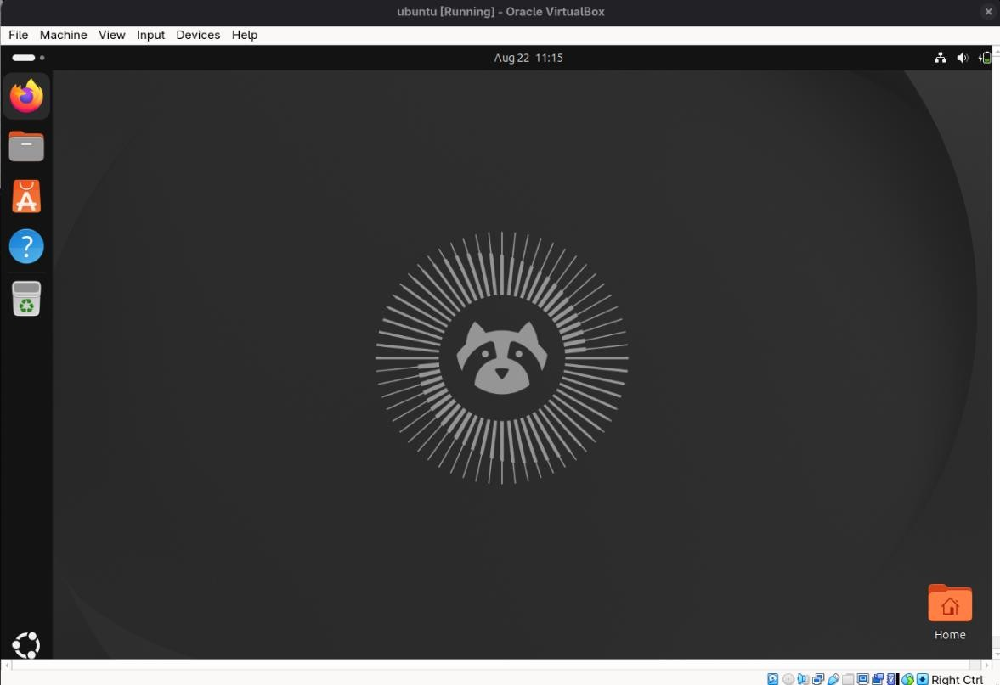 ubuntu [Running] - Oracle VirtualBox
File Machine View Input Devices Help
Aug 22 11:15
Home
Right Ctrl